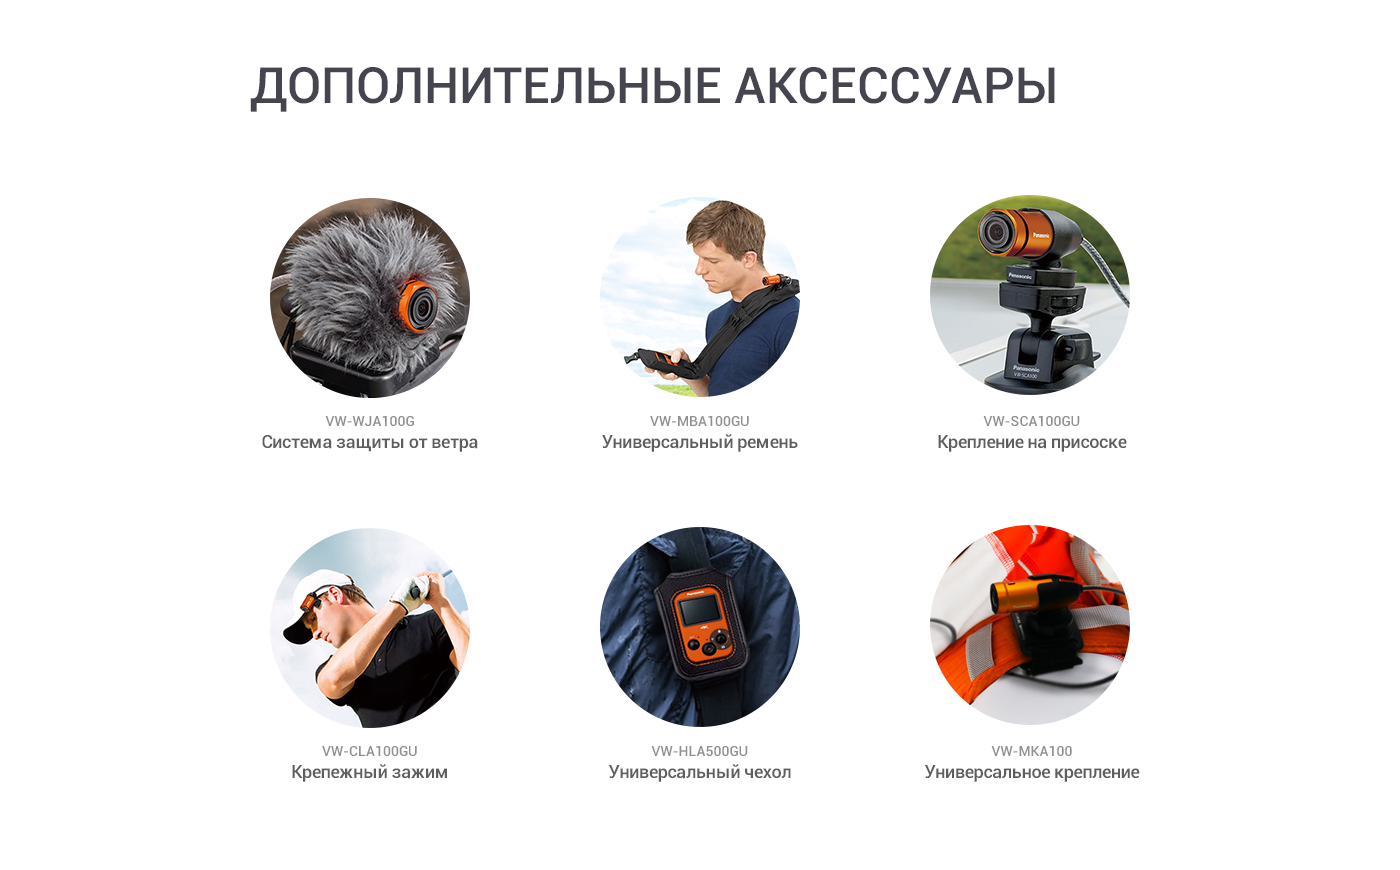 ДОПОЛНИТЕЛЬНЫЕ АКСЕССУАРЫ
Panasonic
Panasonic
Panasonic
VW-SCA100
VW-WJA100G
Система защиты от ветра
VW-MBA100GU
Универсальный ремень
VW-SCA100GU
Крепление на присоске
Panasonic
4K
VW-CLA100GU
Крепежный зажим
VW-HLA500GU
Универсальный чехол
VW-MKA100
Универсальное крепление